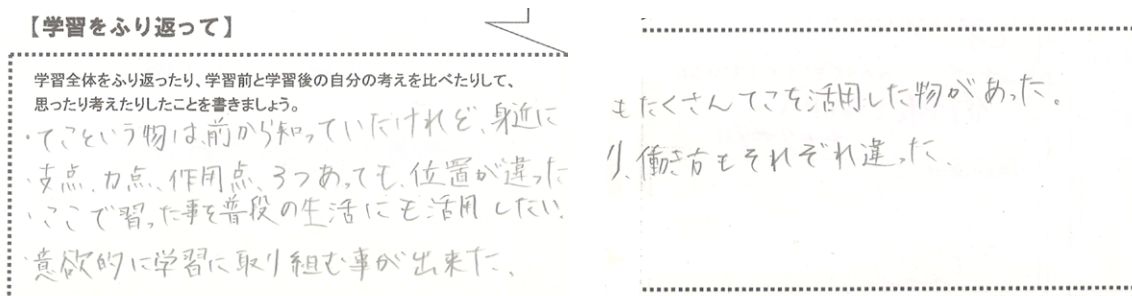 【学習をふり返って】
学習全体をふり返ったり、学習前と学習後の自分の考えを比べたりして、
思ったり考えたりしたことを書きましょう。
・てこという物は、前から知っていたけれど、身近に
・支点、力点、作用点、3つあっても、位置が違った
・ここで習った事を普段の生活にも活用したい。
・意欲的に学習に取り組む事が出来た。
もたくさんてこを活用した物があった。
り、働き方もそれぞれ違った。